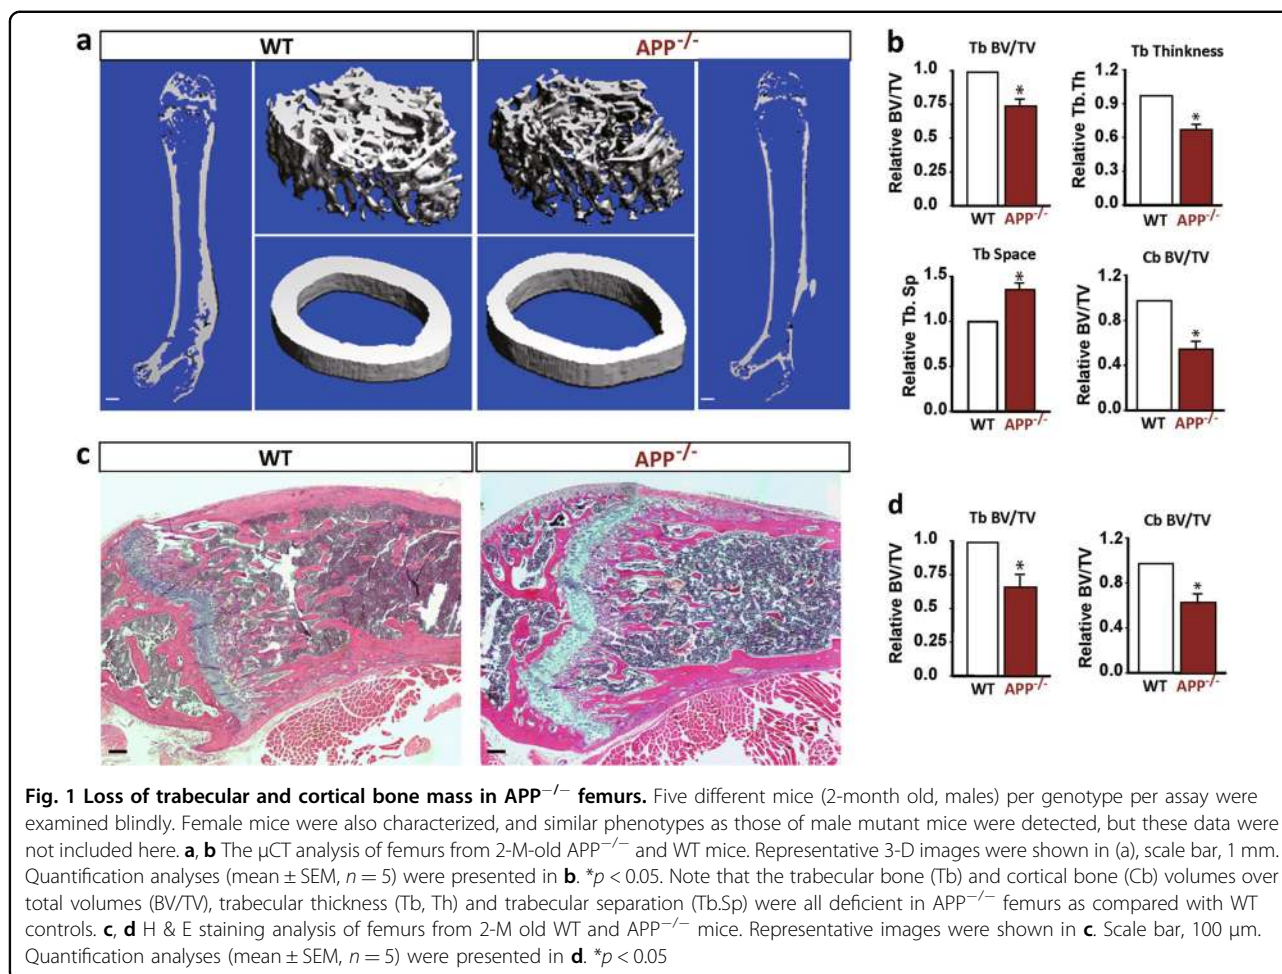 a
WT
APP−/−
b
Tb BV/TV
Relative BV/TV
1.0
0.75
0.5
0.25
0.0
WT APP−/−
Tb Thinkness
Relative Tb.Th
1.2
0.9
0.6
0.3
0.0
WT APP−/−
Tb Space
Relative Tb. Sp
1.5
1.0
0.5
0.0
WT APP−/−
Cb BV/TV
Relative BV/TV
1.2
0.8
0.4
0.0
WT APP−/−
*
*
*
*
c
WT
APP−/−
d
Tb BV/TV
Relative BV/TV
1.0
0.75
0.5
0.25
0.0
WT APP−/−
Cb BV/TV
Relative BV/TV
1.2
0.8
0.4
0.0
WT APP−/−
*
*
Fig. 1 Loss of trabecular and cortical bone mass in APP−/− femurs. Five different mice (2-month old, males) per genotype per assay were
examined blindly. Female mice were also characterized, and similar phenotypes as those of male mutant mice were detected, but these data were
not included here. a, b The μCT analysis of femurs from 2-M-old APP−/− and WT mice. Representative 3-D images were shown in (a), scale bar, 1 mm.
Quantification analyses (mean ± SEM, n = 5) were presented in b. *p < 0.05. Note that the trabecular bone (Tb) and cortical bone (Cb) volumes over
total volumes (BV/TV), trabecular thickness (Tb, Th) and trabecular separation (Tb.Sp) were all deficient in APP−/− femurs as compared with WT
controls. c, d H & E staining analysis of femurs from 2-M old WT and APP−/− mice. Representative images were shown in c. Scale bar, 100 μm.
Quantification analyses (mean ± SEM, n = 5) were presented in d. *p < 0.05